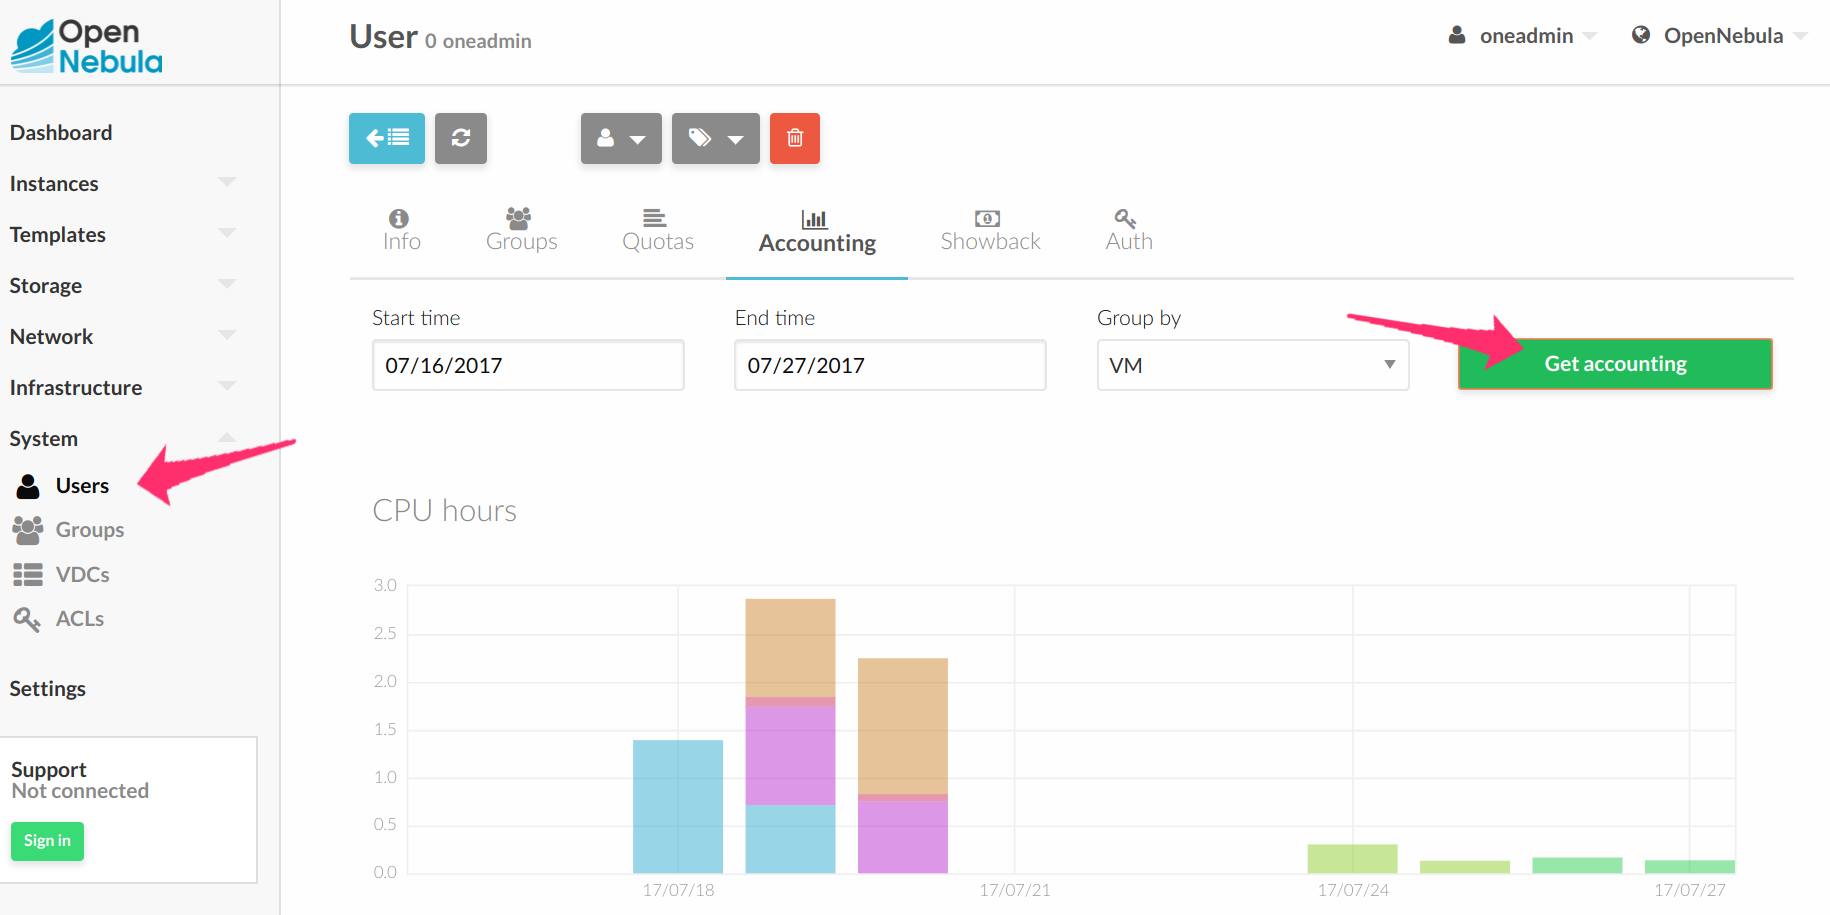 Open
Nebula
User 0 oneadmin
oneadmin
OpenNebula
Dashboard
Instances
Templates
Storage
Network
Infrastructure
System
Users
Groups
VDCs
ACLs
Settings
Support
Not connected
Sign in
Info
Groups
Quotas
Accounting
Showback
Auth
Start time
End time
Group by
07/16/2017
07/27/2017
VM
Get accounting
CPU hours
3.0
2.5
2.0
1.5
1.0
0.5
0.0
17/07/18
17/07/21
17/07/24
17/07/27